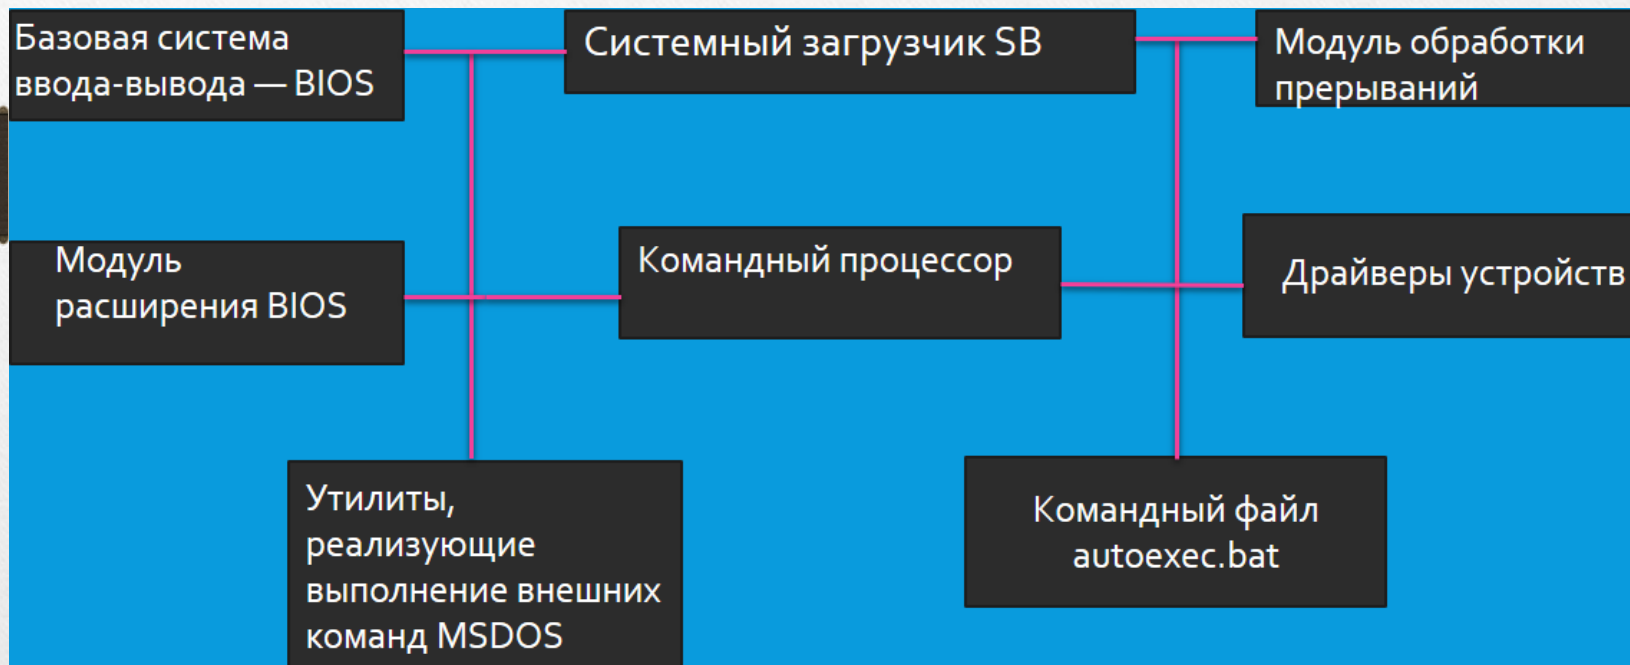 Базовая система
ввода-вывода — BIOS
Системный загрузчик SB
Модуль обработки
прерываний
Модуль
расширения BIOS
Командный процессор
Драйверы устройств
Утилиты,
реализующие
выполнение внешних
команд MSDOS
Командный файл
autoexec.bat